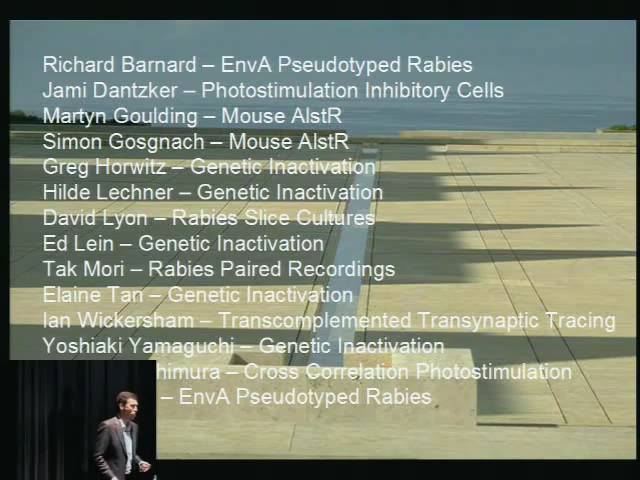 Richard Barnard – EnvA Pseudotyped Rabies
Jami Dantzker – Photostimulation Inhibitory Cells
Martyn Goulding – Mouse AlstR
Simon Gosgnach – Mouse AlstR
Greg Horwitz – Genetic Inactivation
Hilde Lechner – Genetic Inactivation
David Lyon – Rabies Slice Cultures
Ed Lein – Genetic Inactivation
Tak Mori – Rabies Paired Recordings
Elaine Tan – Genetic Inactivation
Ian Wickersham – Transcomplemented Transynaptic Tracing
Yoshiaki Yamaguchi – Genetic Inactivation
himura – Cross Correlation Photostimulation
– EnvA Pseudotyped Rabies